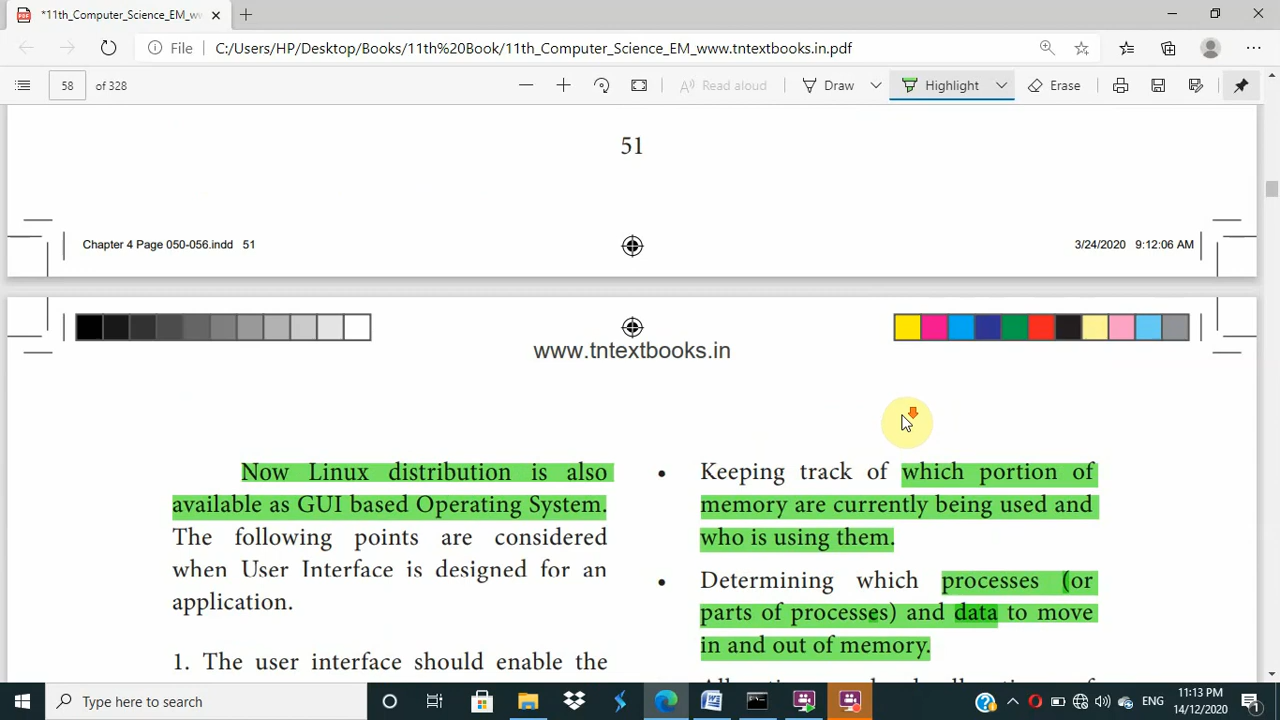 *11th_Computer_Science_EM_w
File
C:/Users/HP/Desktop/Books/11th%20Book/11th_Computer_Science_EM_www.tntextbooks.in.pdf
58 of 328
Read aloud
Draw
Highlight
Erase
51
Chapter 4 Page 050-056.indd 51
3/24/2020 9:12:06 AM
www.tntextbooks.in
Now Linux distribution is also
available as GUI based Operating System.
The following points are considered
when User Interface is designed for an
application.
1. The user interface should enable the
• Keeping track of which portion of
memory are currently being used and
who is using them.
• Determining which processes (or
parts of processes) and data to move
in and out of memory.
Type here to search
ENG
11:13 PM
14/12/2020